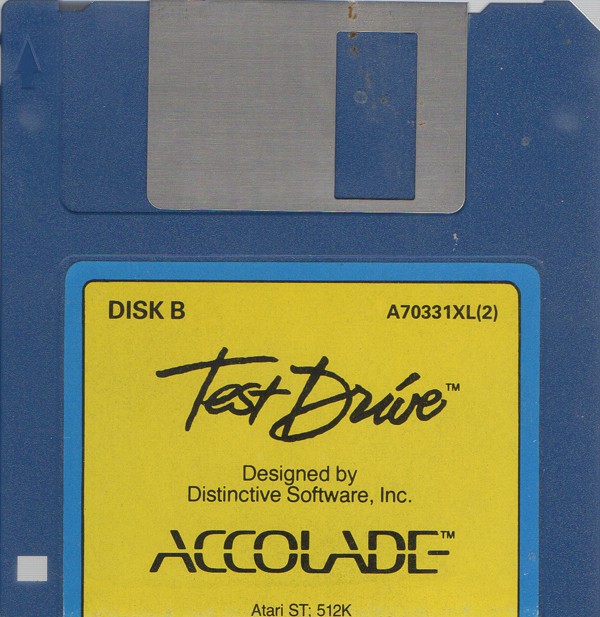 DISK B A70331XL(2)
Test Drive™
Designed by
Distinctive Software, Inc.
ACCOLADE™
Atari ST; 512K